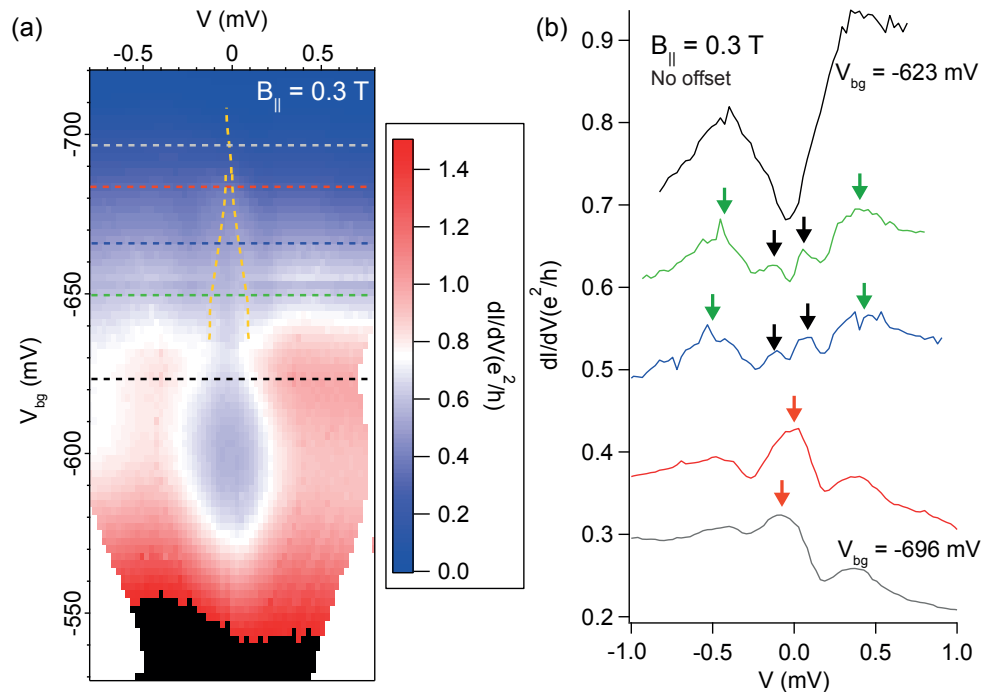 (a)
V (mV)
-0.5 0 0.5
B|| = 0.3 T
V_bg (mV)
-700
-650
-600
-550
1.4
1.2
1.0
0.8
0.6
0.4
0.2
0.0
dI/dV(e²/h)
(b)
B|| = 0.3 T
No offset
V_bg = -623 mV
V_bg = -696 mV
dI/dV(e²/h)
0.9
0.8
0.7
0.6
0.5
0.4
0.3
0.2
-1.0 -0.5 0.0 0.5 1.0
V (mV)